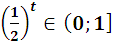 (1/2)^t ∈ (0;1]